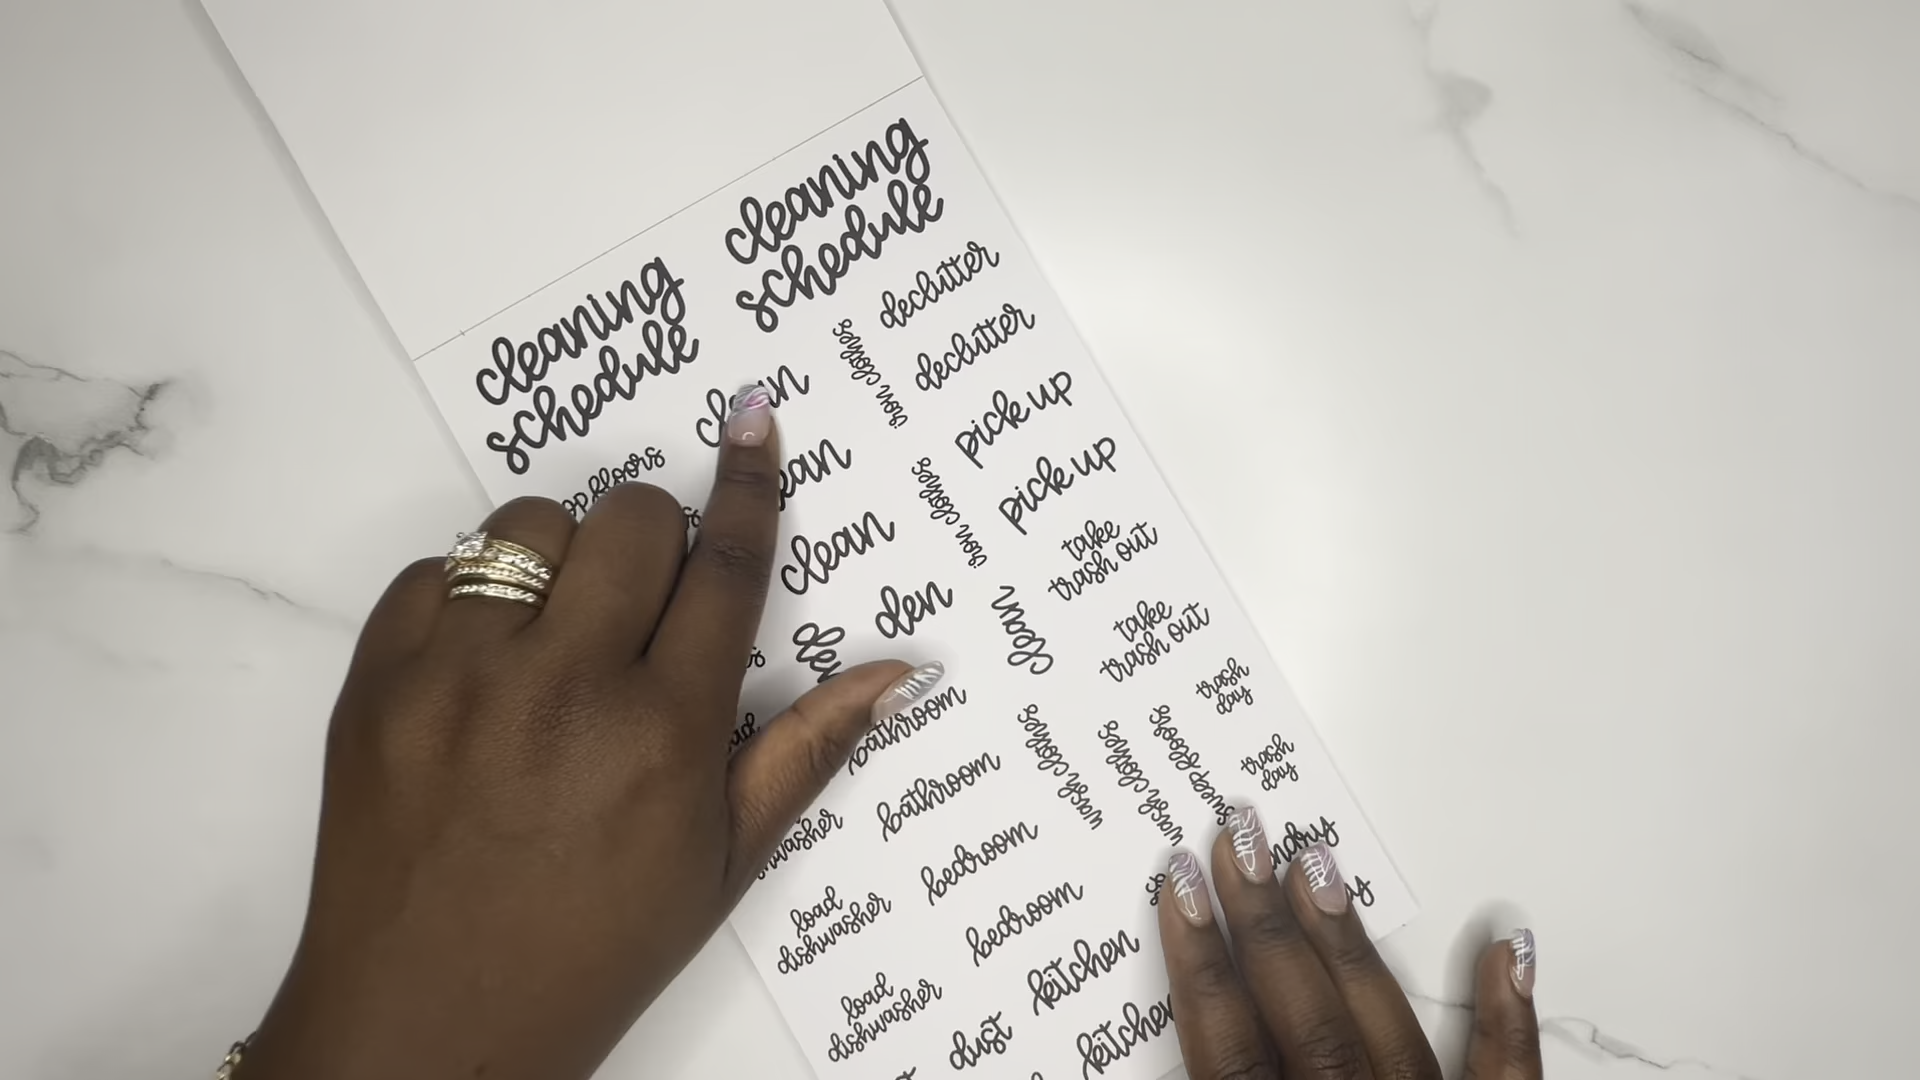 cleaning
schedule
cleaning
schedule
declutter
declutter
iron clothes
clean
pick up
pick up
iron clothes
clean
take
trash out
den
clean
take
trash out
trash
day
trash
day
bathroom
bathroom
wash clothes
wash clothes
sweep floors
bedroom
bedroom
load
dishwasher
load
dishwasher
kitchen
kitchen
dust